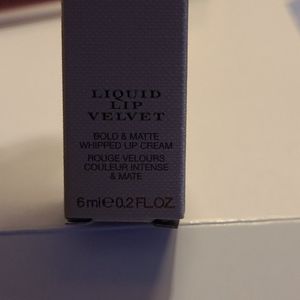 LIQUID
LIP
VELVET
BOLD & MATTE
WHIPPED LIP CREAM
ROUGE VELOURS
COULEUR INTENSE
& MATE
6 ml ℮ 0.2 FL.OZ.